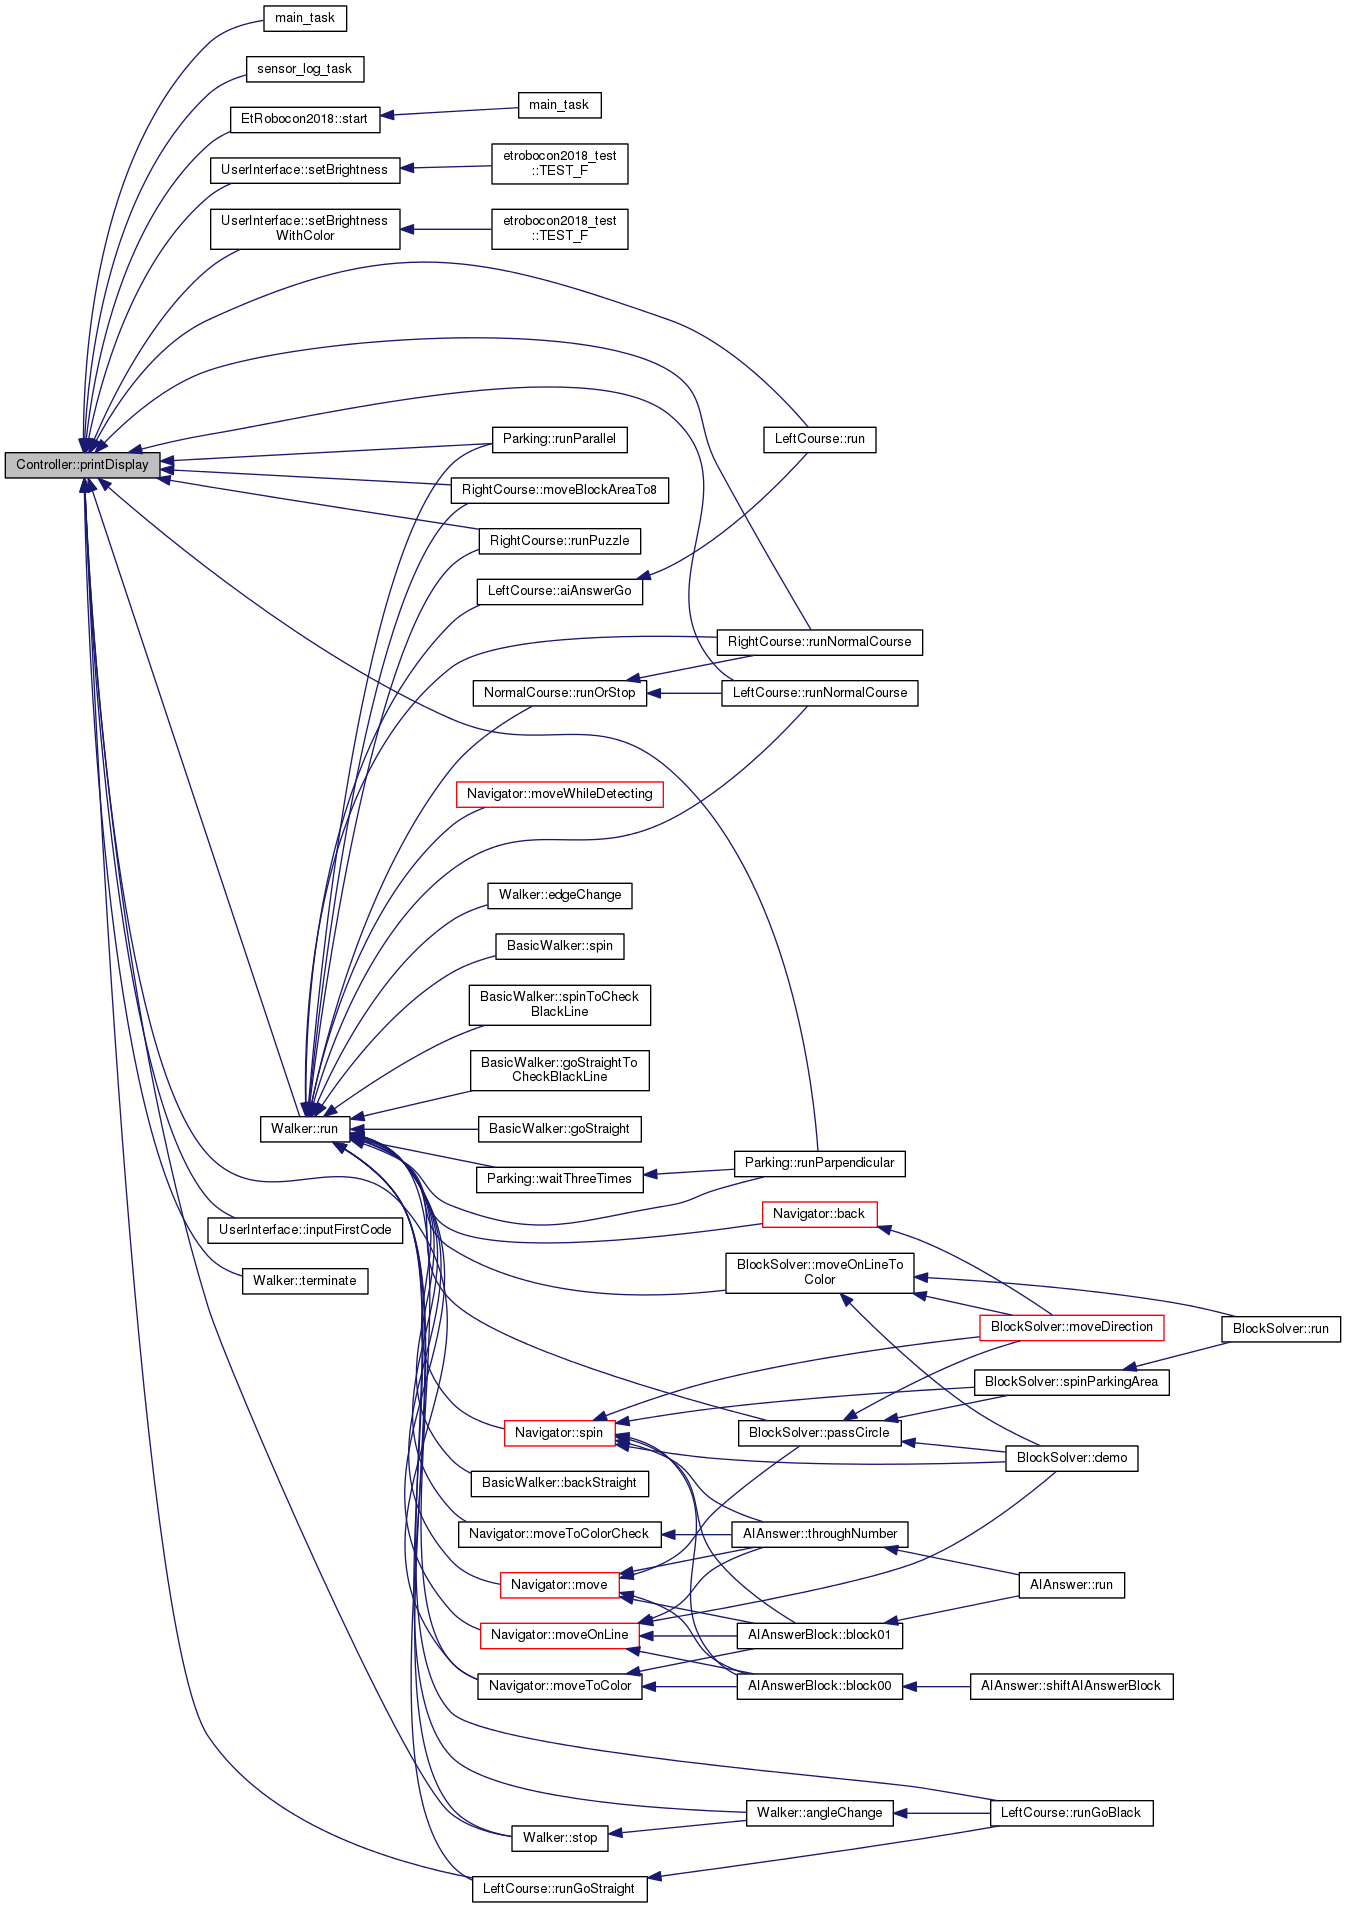 main_task
sensor_log_task
EtRobocon2018::start
main_task
UserInterface::setBrightness
etrobocon2018_test
::TEST_F
UserInterface::setBrightness
WithColor
etrobocon2018_test
::TEST_F
Controller::printDisplay
Parking::runParallel
LeftCourse::run
RightCourse::moveBlockAreaTo8
RightCourse::runPuzzle
LeftCourse::aiAnswerGo
RightCourse::runNormalCourse
NormalCourse::runOrStop
LeftCourse::runNormalCourse
Navigator::moveWhileDetecting
Walker::edgeChange
BasicWalker::spin
BasicWalker::spinToCheck
BlackLine
BasicWalker::goStraightTo
CheckBlackLine
Walker::run
BasicWalker::goStraight
Parking::waitThreeTimes
Parking::runParpendicular
UserInterface::inputFirstCode
Navigator::back
Walker::terminate
BlockSolver::moveOnLineTo
Color
BlockSolver::moveDirection
BlockSolver::run
BlockSolver::spinParkingArea
Navigator::spin
BlockSolver::passCircle
BlockSolver::demo
BasicWalker::backStraight
Navigator::moveToColorCheck
AIAnswer::throughNumber
Navigator::move
AIAnswer::run
Navigator::moveOnLine
AIAnswerBlock::block01
Navigator::moveToColor
AIAnswerBlock::block00
AIAnswer::shiftAIAnswerBlock
Walker::angleChange
LeftCourse::runGoBlack
Walker::stop
LeftCourse::runGoStraight